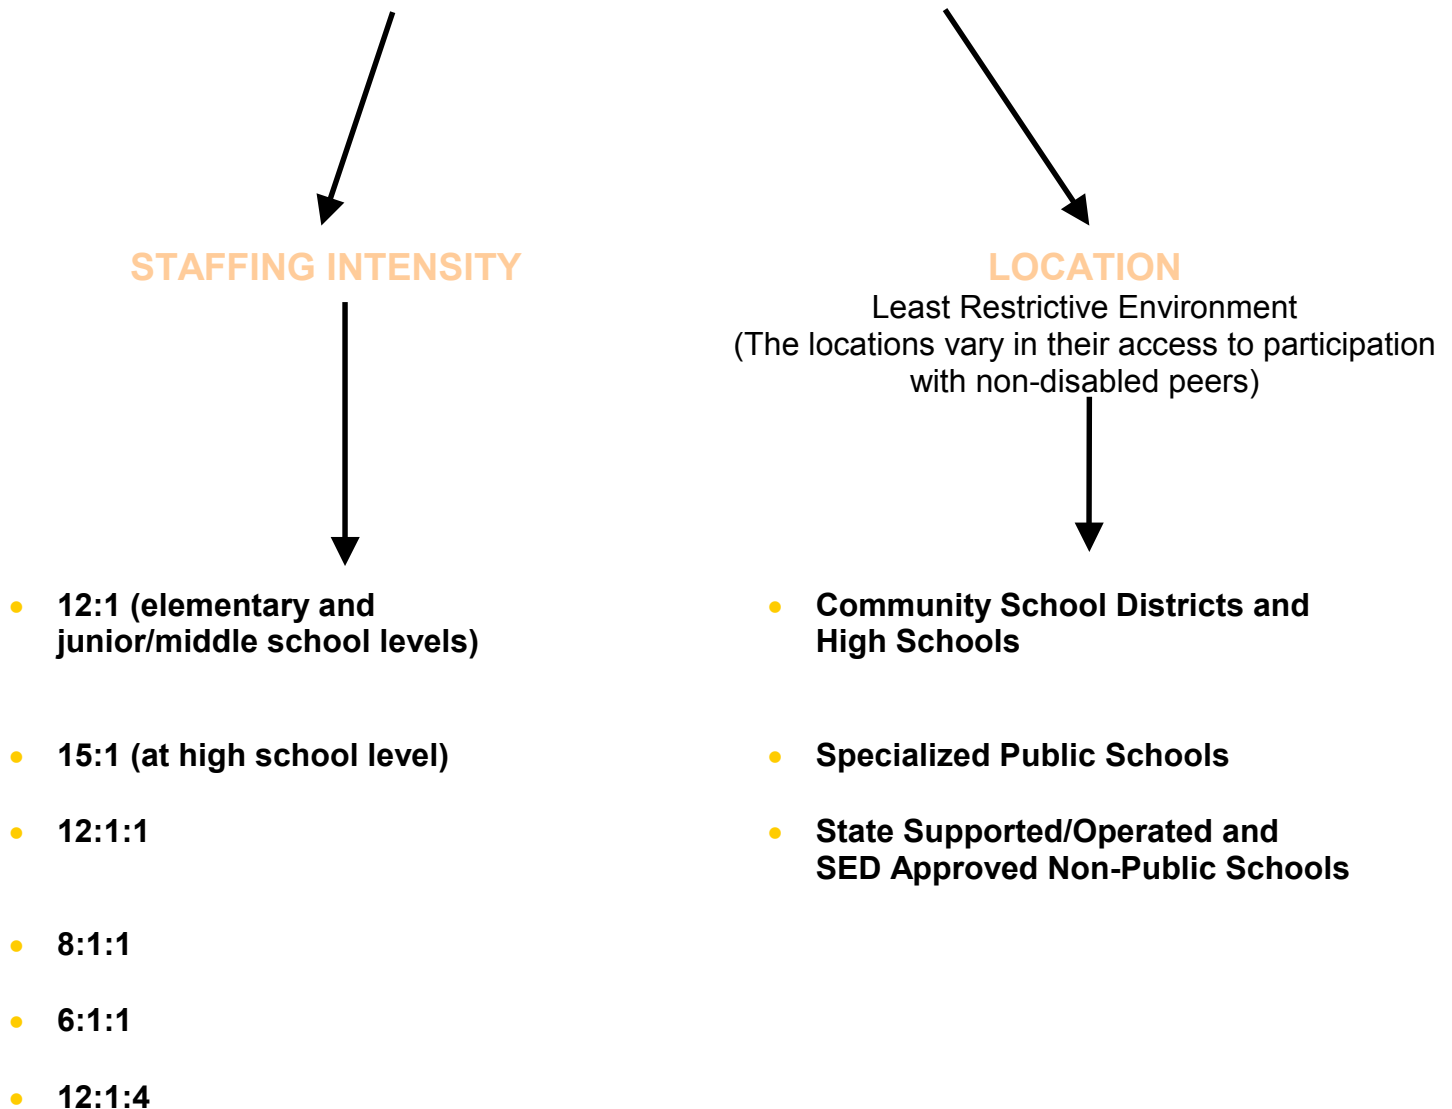 STAFFING INTENSITY
LOCATION
Least Restrictive Environment
(The locations vary in their access to participation
with non-disabled peers)
• 12:1 (elementary and
junior/middle school levels)
• 15:1 (at high school level)
• 12:1:1
• 8:1:1
• 6:1:1
• 12:1:4
• Community School Districts and
High Schools
• Specialized Public Schools
• State Supported/Operated and
SED Approved Non-Public Schools